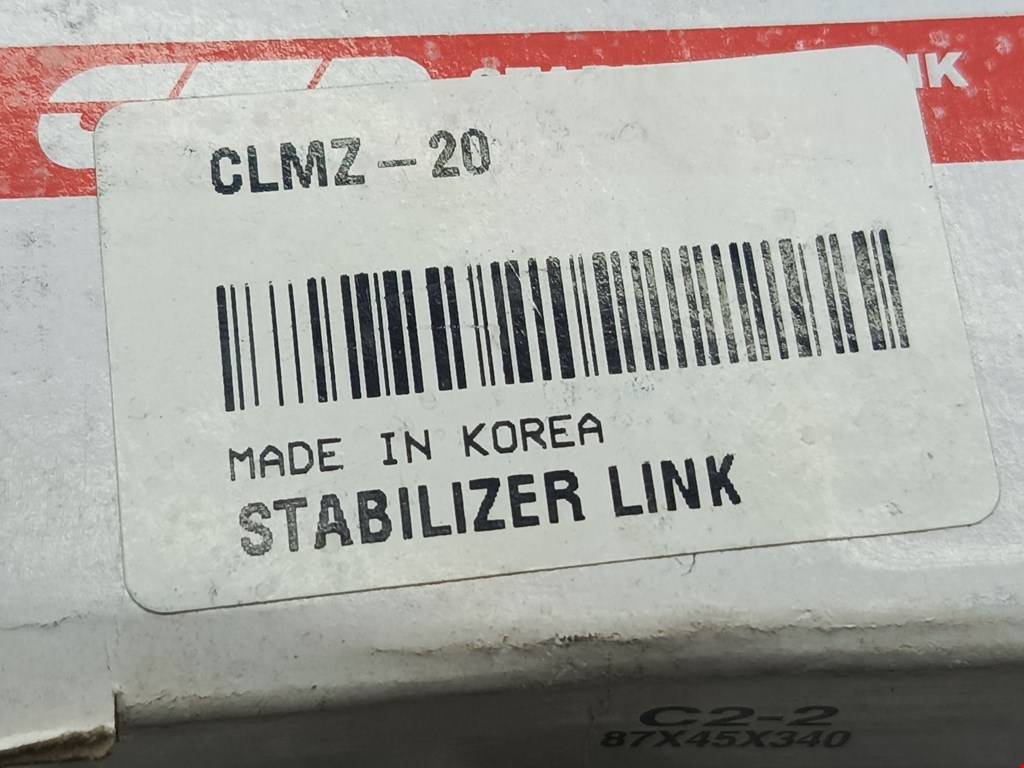 CLMZ-20
MADE IN KOREA
STABILIZER LINK
C2-2
87X45X340